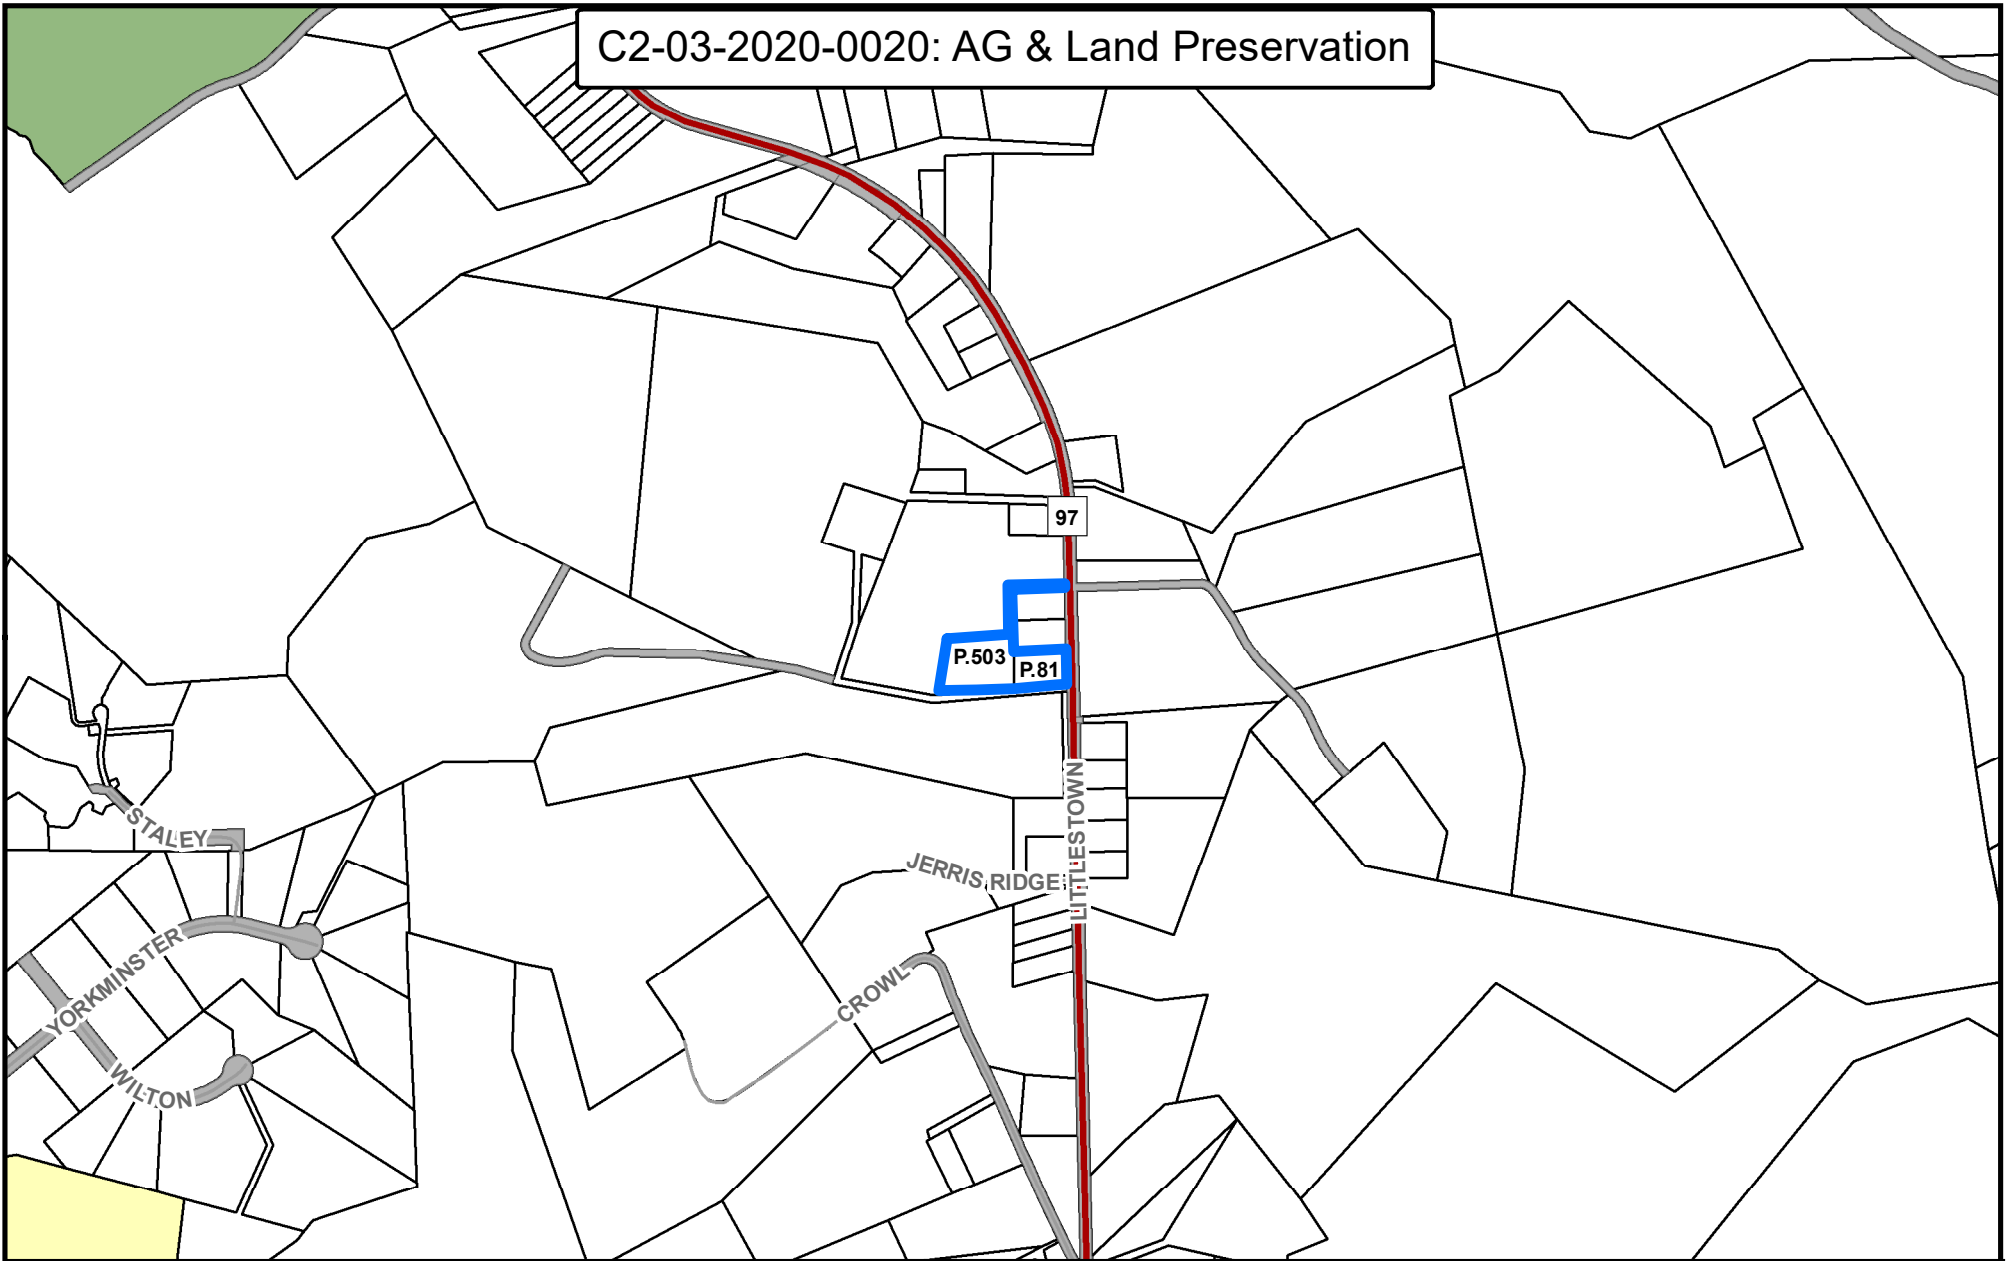 C2-03-2020-0020: AG & Land Preservation
97
P.503
P.81
LITTLESTOWN
STALEY
JERRIS RIDGE
YORKMINSTER
CROWL
WILTON